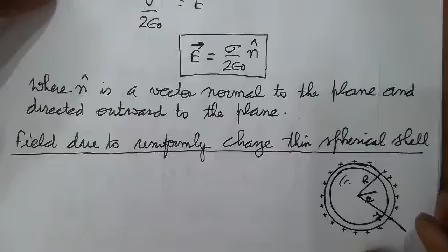 σ/2ε₀ = E
E⃗ = σ/2ε₀ n̂
Where n̂ is a vector normal to the plane and
directed outward to the plane.
Field due to uniformly charge thin spherical shell
R